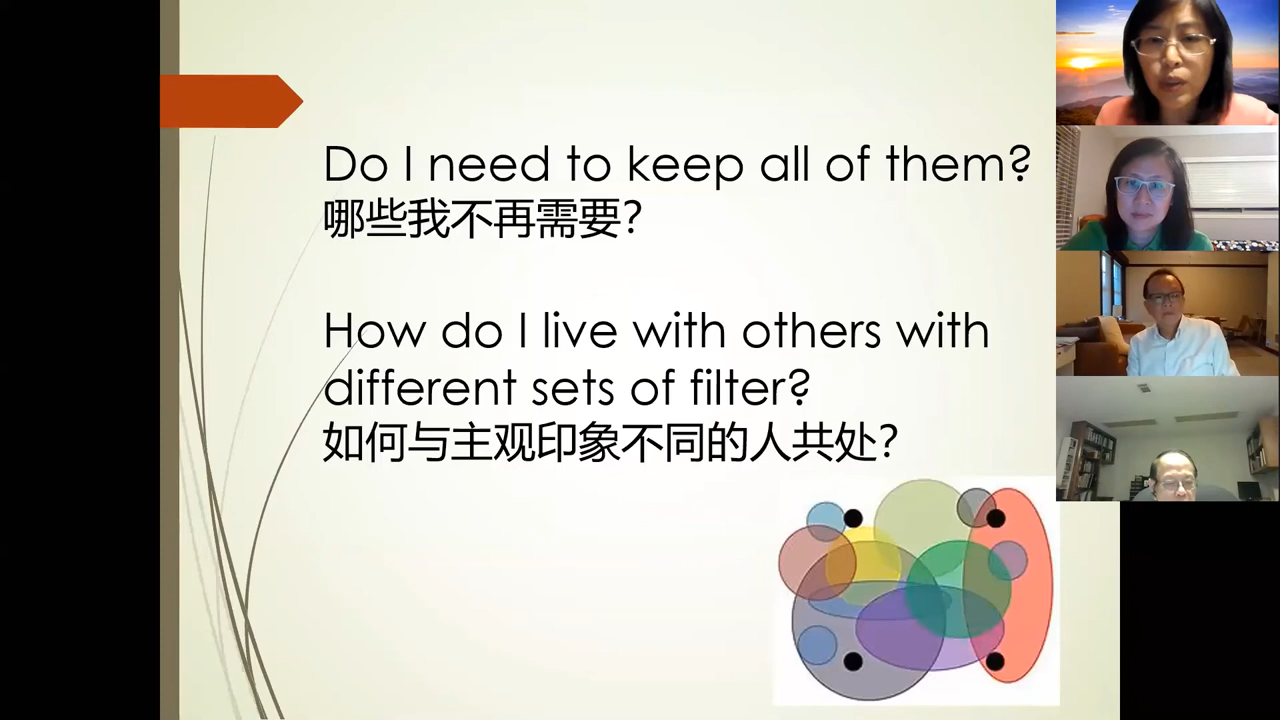 Do I need to keep all of them?
哪些我不再需要?
How do I live with others with
different sets of filter?
如何与主观印象不同的人共处?